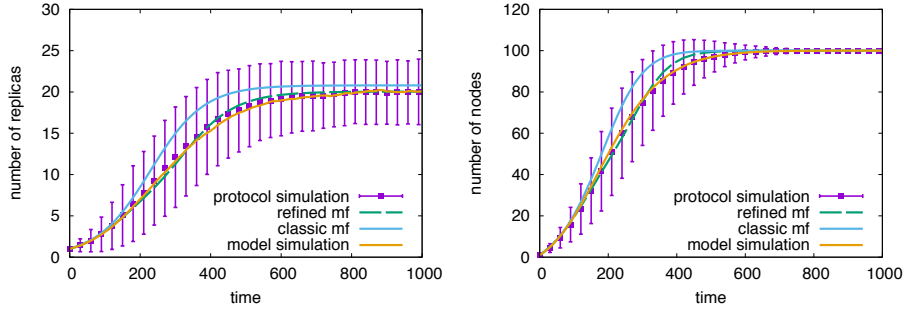 number of replicas
30
25
20
15
10
5
0
protocol simulation
refined mf
classic mf
model simulation
0 200 400 600 800 1000
time
number of nodes
120
100
80
60
40
20
0
protocol simulation
refined mf
classic mf
model simulation
0 200 400 600 800 1000
time